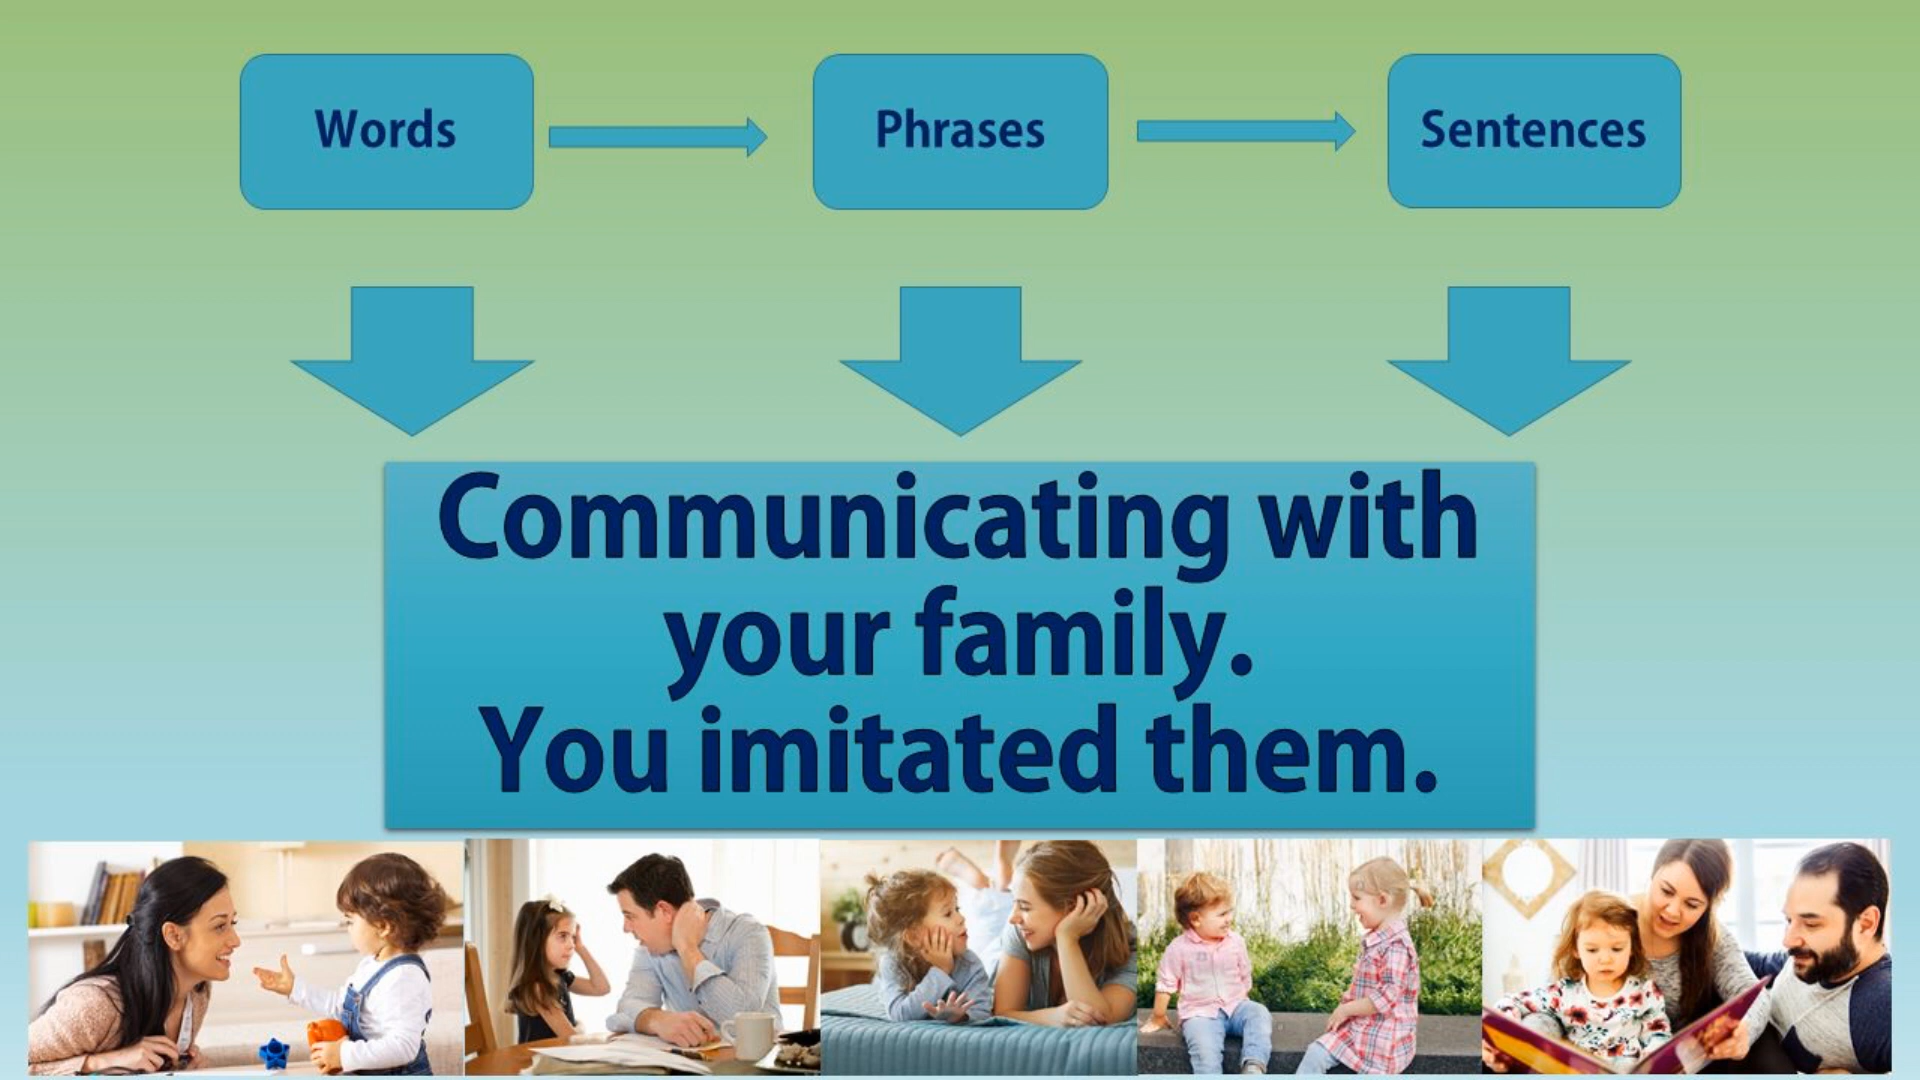 Words
Phrases
Sentences
Communicating with
your family.
You imitated them.